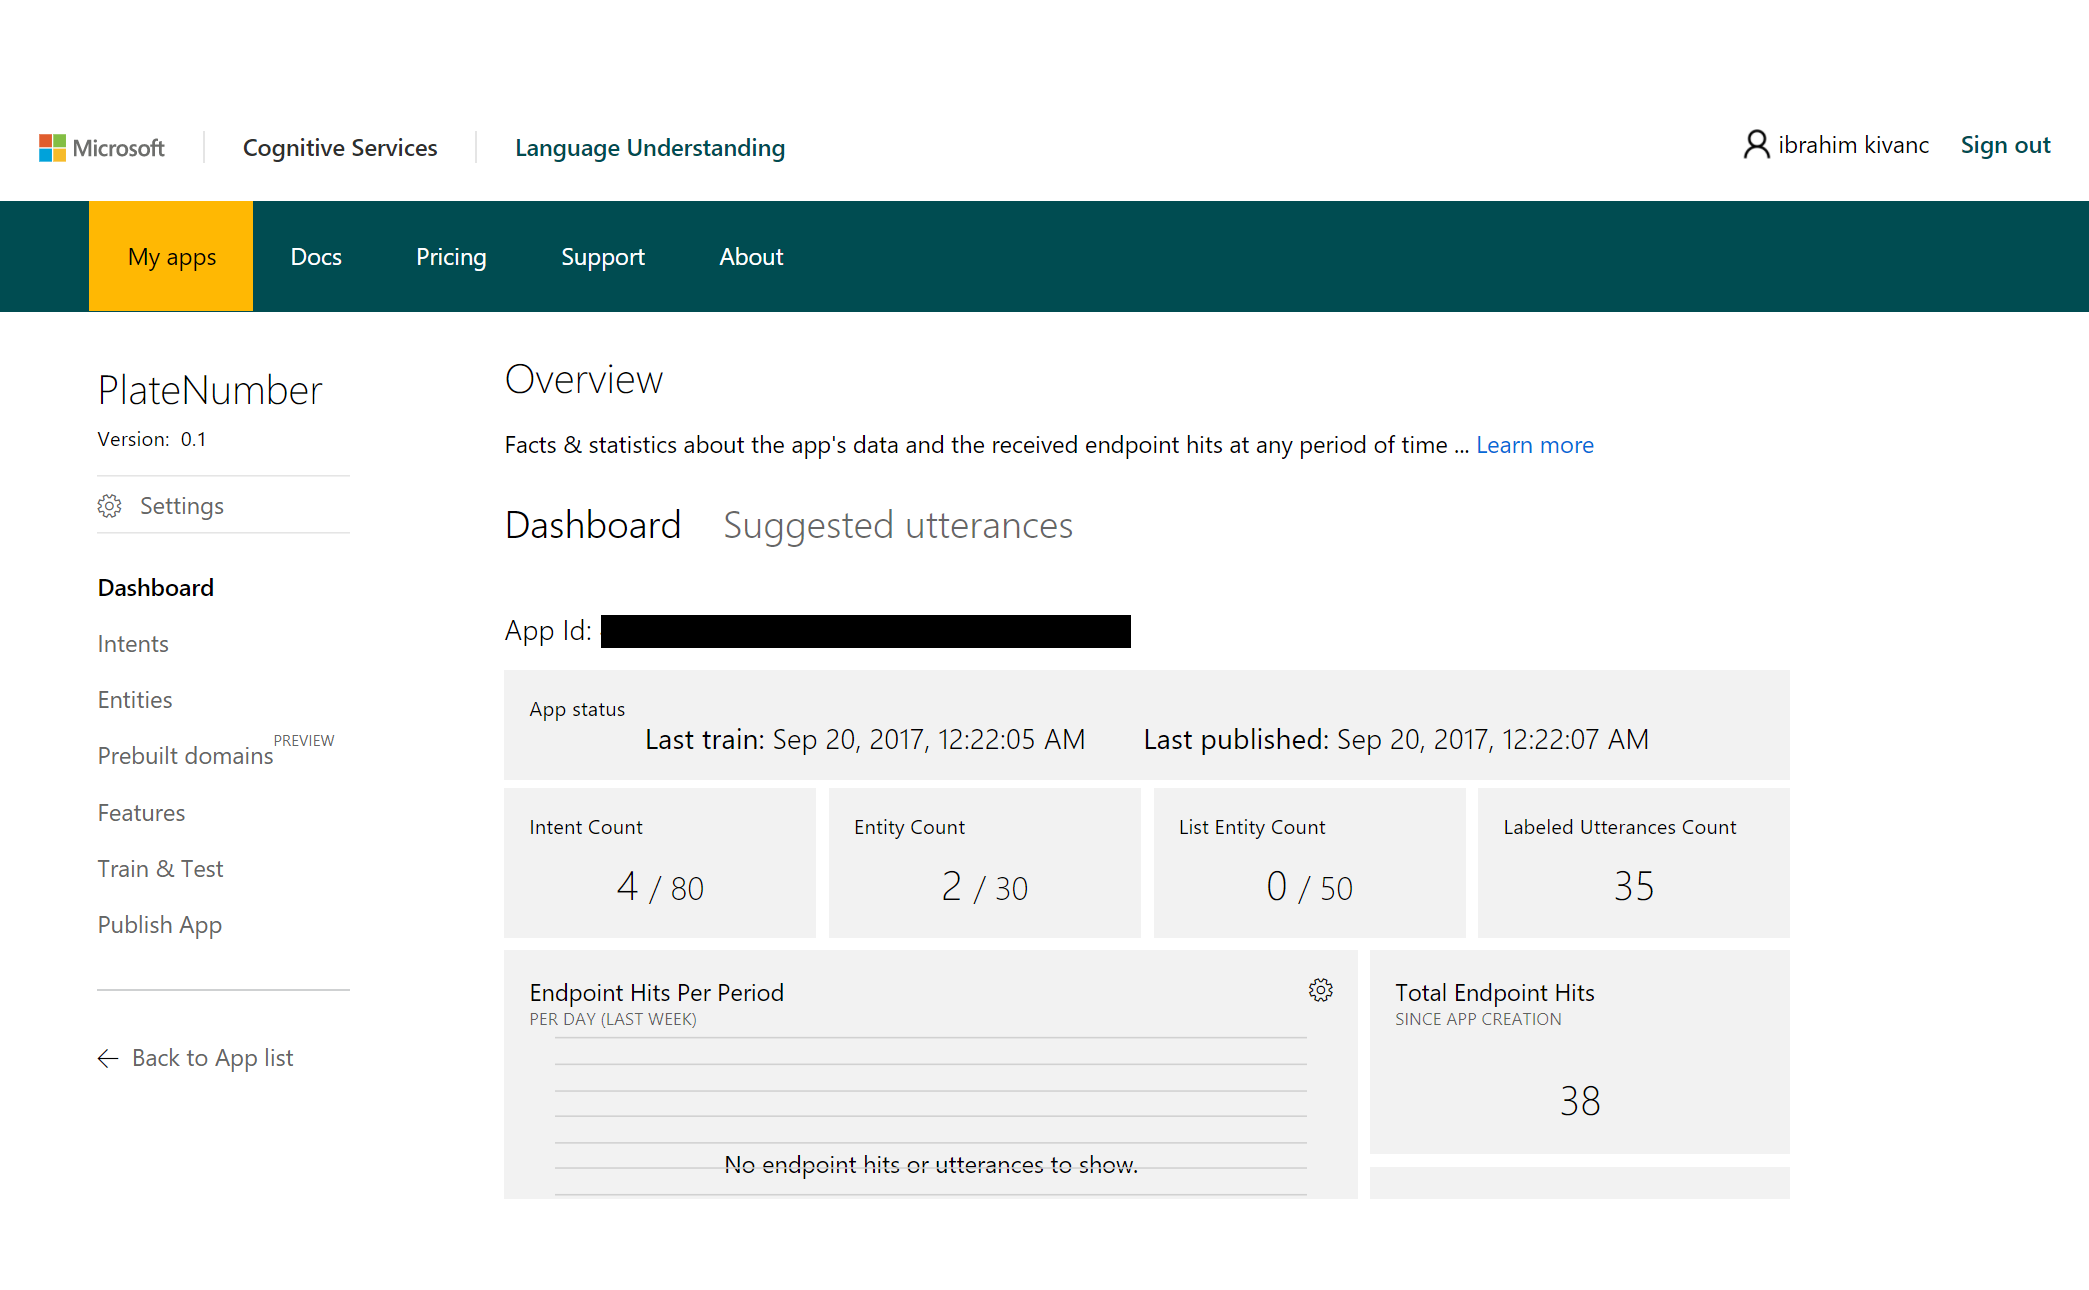 Microsoft
Cognitive Services
Language Understanding
ibrahim kivanc
Sign out
My apps
Docs
Pricing
Support
About
PlateNumber
Version: 0.1
Settings
Dashboard
Intents
Entities
Prebuilt domains PREVIEW
Features
Train & Test
Publish App
← Back to App list
Overview
Facts & statistics about the app's data and the received endpoint hits at any period of time ... Learn more
Dashboard
Suggested utterances
App Id:
App status
Last train: Sep 20, 2017, 12:22:05 AM
Last published: Sep 20, 2017, 12:22:07 AM
Intent Count
4 / 80
Entity Count
2 / 30
List Entity Count
0 / 50
Labeled Utterances Count
35
Endpoint Hits Per Period
PER DAY (LAST WEEK)
No endpoint hits or utterances to show.
Total Endpoint Hits
SINCE APP CREATION
38